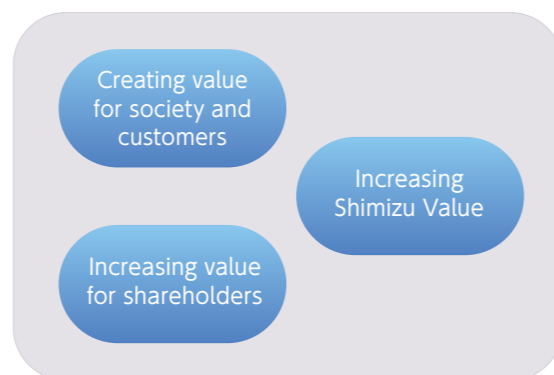 Creating value
for society and
customers
Increasing
Shimizu Value
Increasing value
for shareholders